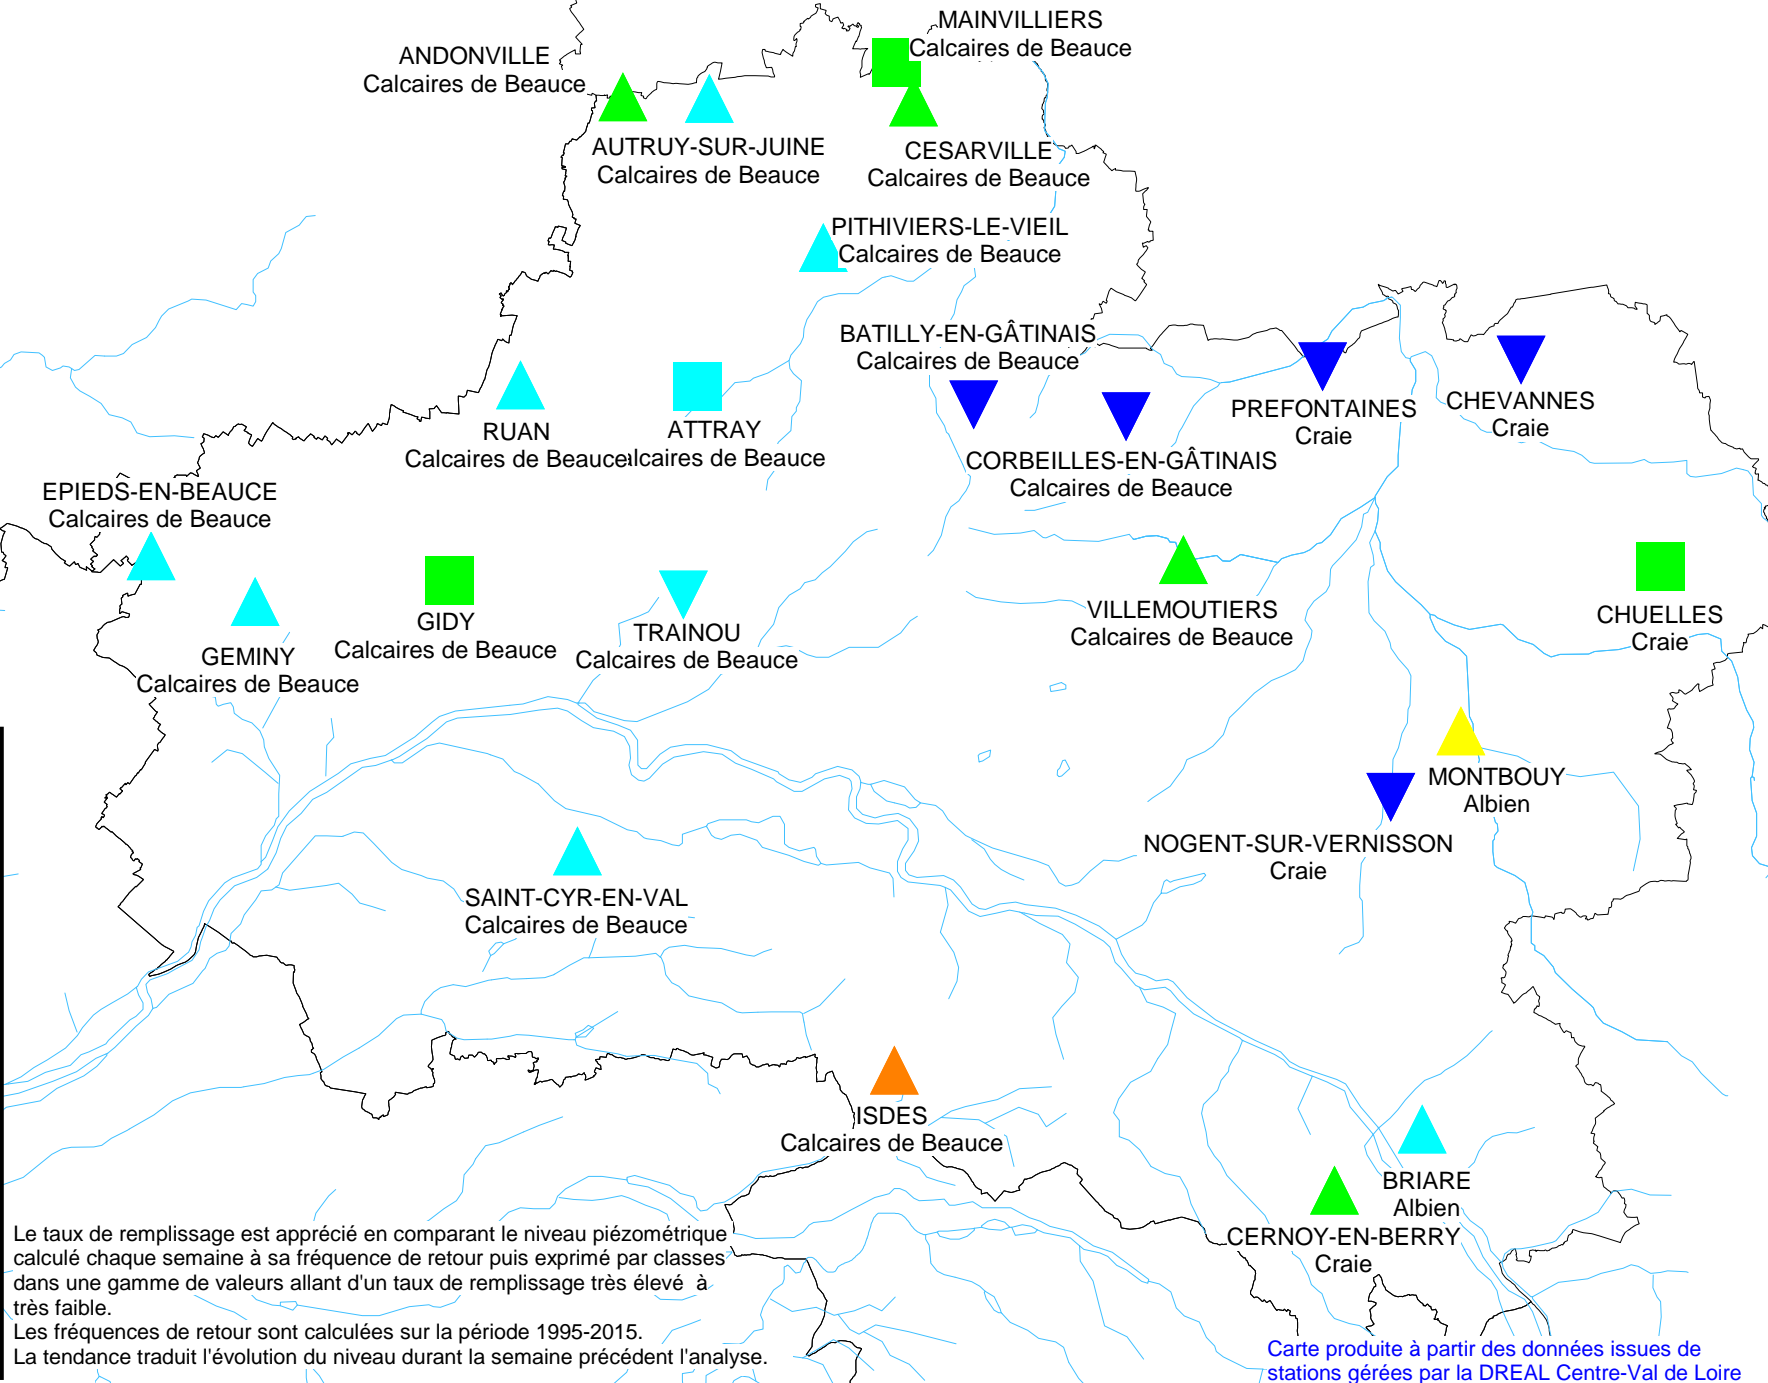 MAINVILLIERS
Calcaires de Beauce
ANDONVILLE
Calcaires de Beauce
AUTRUY-SUR-JUINE
Calcaires de Beauce
CESARVILLE
Calcaires de Beauce
PITHIVIERS-LE-VIEIL
Calcaires de Beauce
BATILLY-EN-GÂTINAIS
Calcaires de Beauce
PREFONTAINES
Craie
CHEVANNES
Craie
RUAN
Calcaires de Beauce
ATTRAY
alcaires de Beauce
CORBEILLES-EN-GÂTINAIS
Calcaires de Beauce
EPIEDS-EN-BEAUCE
Calcaires de Beauce
GIDY
Calcaires de Beauce
TRAINOU
Calcaires de Beauce
VILLEMOUTIERS
Calcaires de Beauce
CHUELLES
Craie
GEMINY
Calcaires de Beauce
MONTBOUY
Albien
NOGENT-SUR-VERNISSON
Craie
SAINT-CYR-EN-VAL
Calcaires de Beauce
ISDES
Calcaires de Beauce
BRIARE
Albien
CERNOY-EN-BERRY
Craie
Le taux de remplissage est apprécié en comparant le niveau piézométrique
calculé chaque semaine à sa fréquence de retour puis exprimé par classes
dans une gamme de valeurs allant d'un taux de remplissage très élevé à
très faible.
Les fréquences de retour sont calculées sur la période 1995-2015.
La tendance traduit l'évolution du niveau durant la semaine précédent l'analyse.
Carte produite à partir des données issues de
stations gérées par la DREAL Centre-Val de Loire